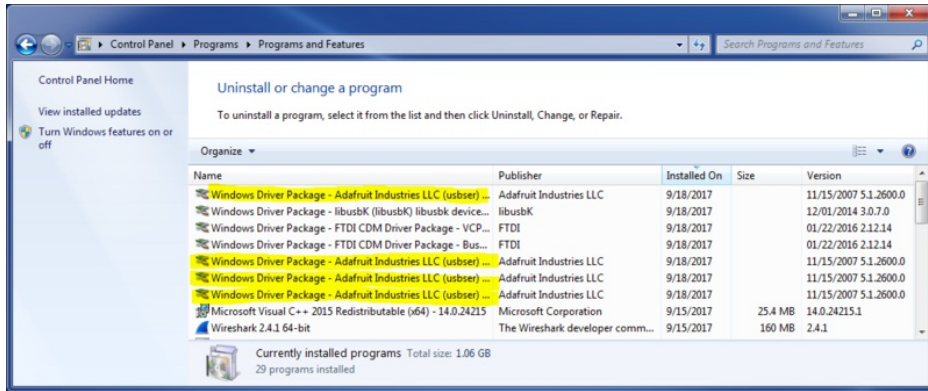 Control Panel ▸ Programs ▸ Programs and Features
Search Programs and Features
Control Panel Home
View installed updates
Turn Windows features on or
off
Uninstall or change a program
To uninstall a program, select it from the list and then click Uninstall, Change, or Repair.
Organize
Name Publisher Installed On Size Version
Windows Driver Package - Adafruit Industries LLC (usbser) ... Adafruit Industries LLC 9/18/2017 11/15/2007 5.1.2600.0
Windows Driver Package - libusbK (libusbK) libusbk device... libusbK 9/18/2017 12/01/2014 3.0.7.0
Windows Driver Package - FTDI CDM Driver Package - VCP... FTDI 9/18/2017 01/22/2016 2.12.14
Windows Driver Package - FTDI CDM Driver Package - Bus... FTDI 9/18/2017 01/22/2016 2.12.14
Windows Driver Package - Adafruit Industries LLC (usbser) ... Adafruit Industries LLC 9/18/2017 11/15/2007 5.1.2600.0
Windows Driver Package - Adafruit Industries LLC (usbser) ... Adafruit Industries LLC 9/18/2017 11/15/2007 5.1.2600.0
Windows Driver Package - Adafruit Industries LLC (usbser) ... Adafruit Industries LLC 9/18/2017 11/15/2007 5.1.2600.0
Microsoft Visual C++ 2015 Redistributable (x64) - 14.0.24215 Microsoft Corporation 9/15/2017 25.4 MB 14.0.24215.1
Wireshark 2.4.1 64-bit The Wireshark developer comm... 9/15/2017 160 MB 2.4.1
Currently installed programs Total size: 1.06 GB
29 programs installed